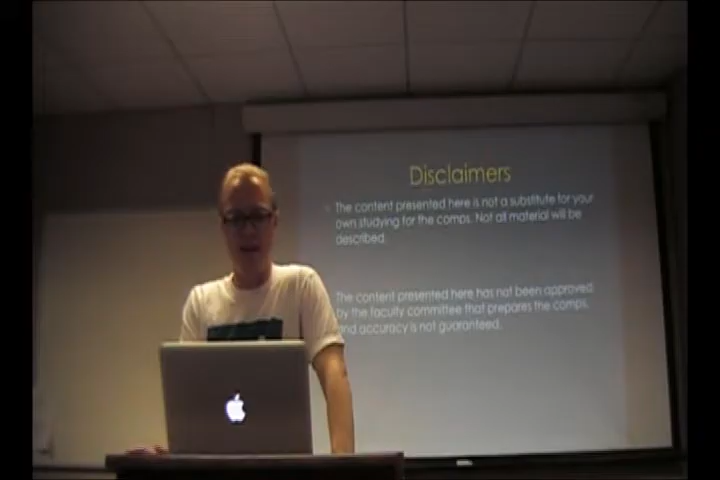 Disclaimers
The content presented here is not a substitute for your
own studying for the comps. Not all material will be
described.
The content presented here has not been approved
by the faculty committee that prepares the comps,
and accuracy is not guaranteed.